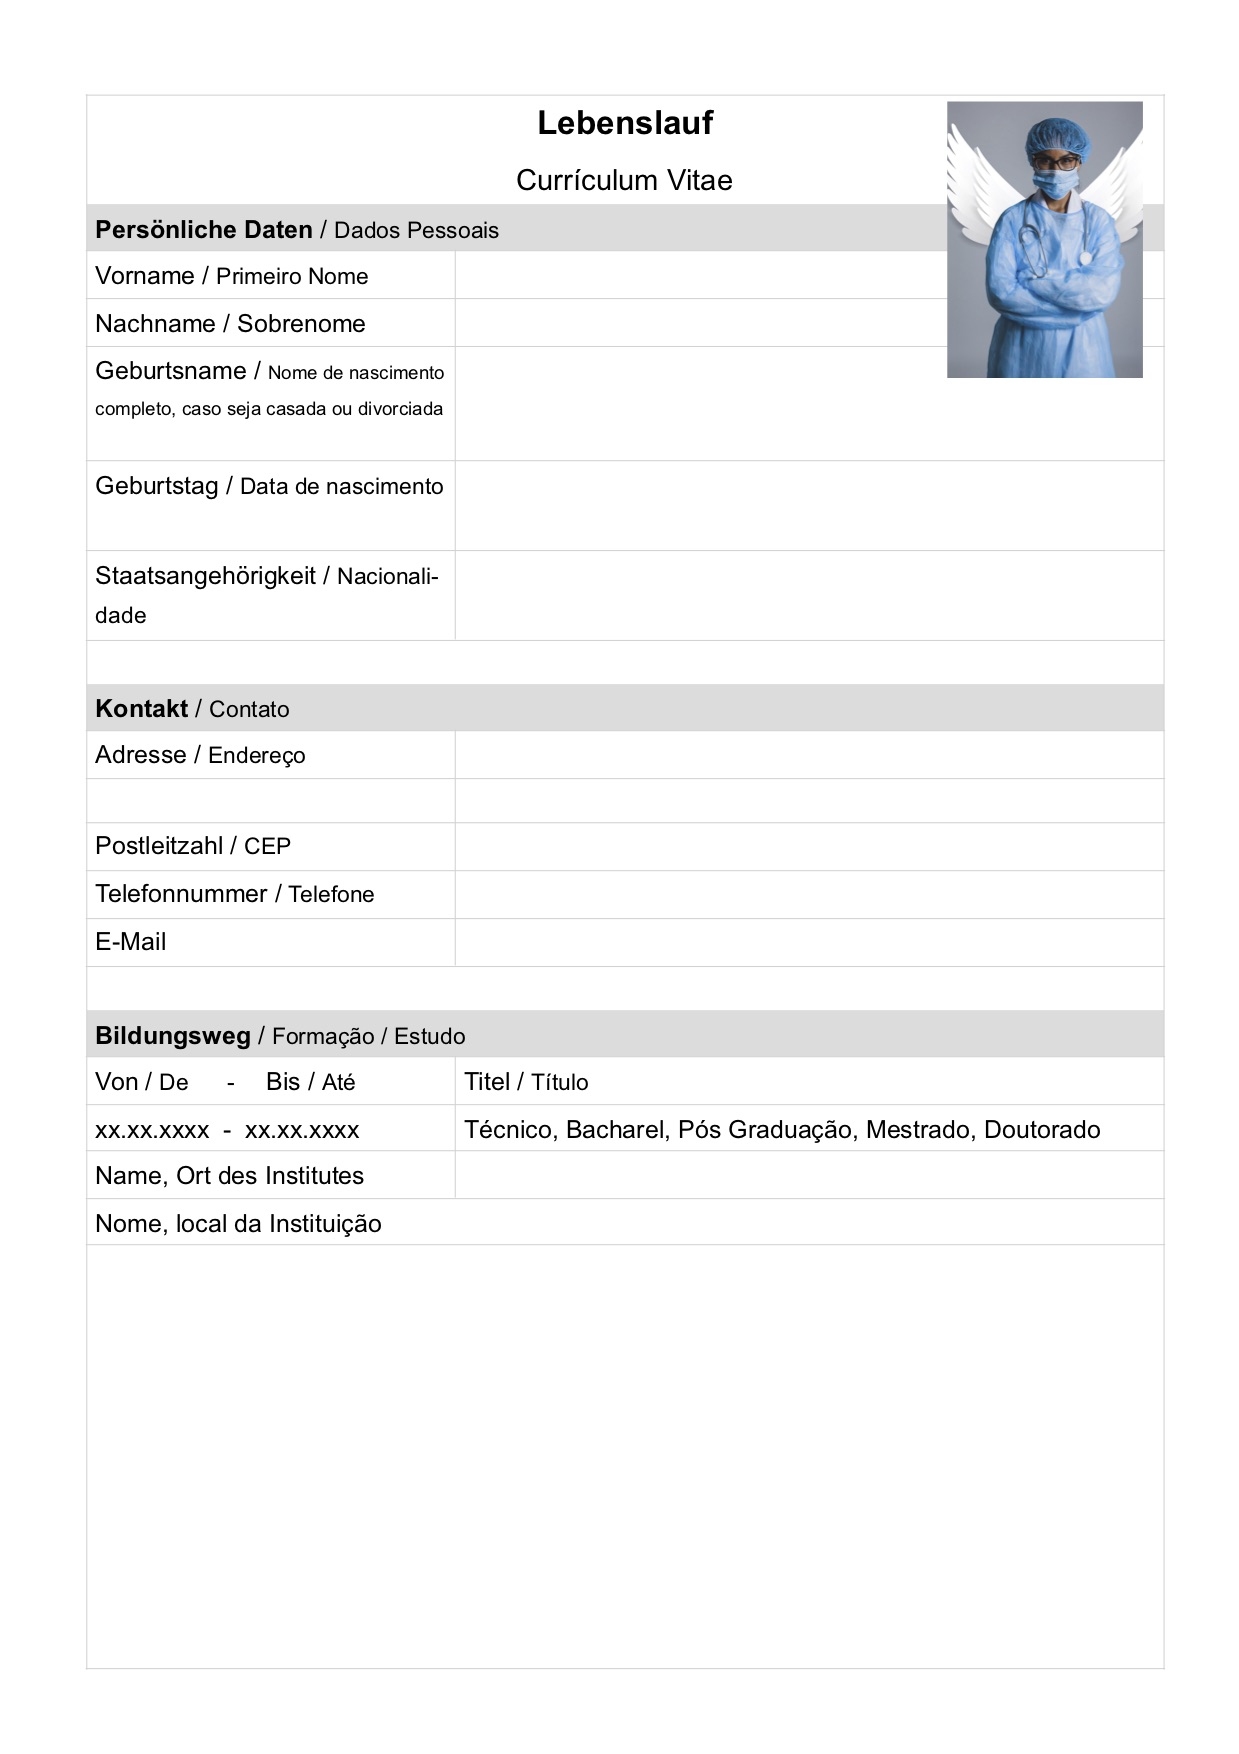 Lebenslauf
Currículum Vitae
Persönliche Daten / Dados Pessoais
Vorname / Primeiro Nome
Nachname / Sobrenome
Geburtsname / Nome de nascimento
completo, caso seja casada ou divorciada
Geburtstag / Data de nascimento
Staatsangehörigkeit / Nacionali-
dade
Kontakt / Contato
Adresse / Endereço
Postleitzahl / CEP
Telefonnummer / Telefone
E-Mail
Bildungsweg / Formação / Estudo
Von / De - Bis / Até Titel / Título
xx.xx.xxxx - xx.xx.xxxx Técnico, Bacharel, Pós Graduação, Mestrado, Doutorado
Name, Ort des Institutes
Nome, local da Instituição